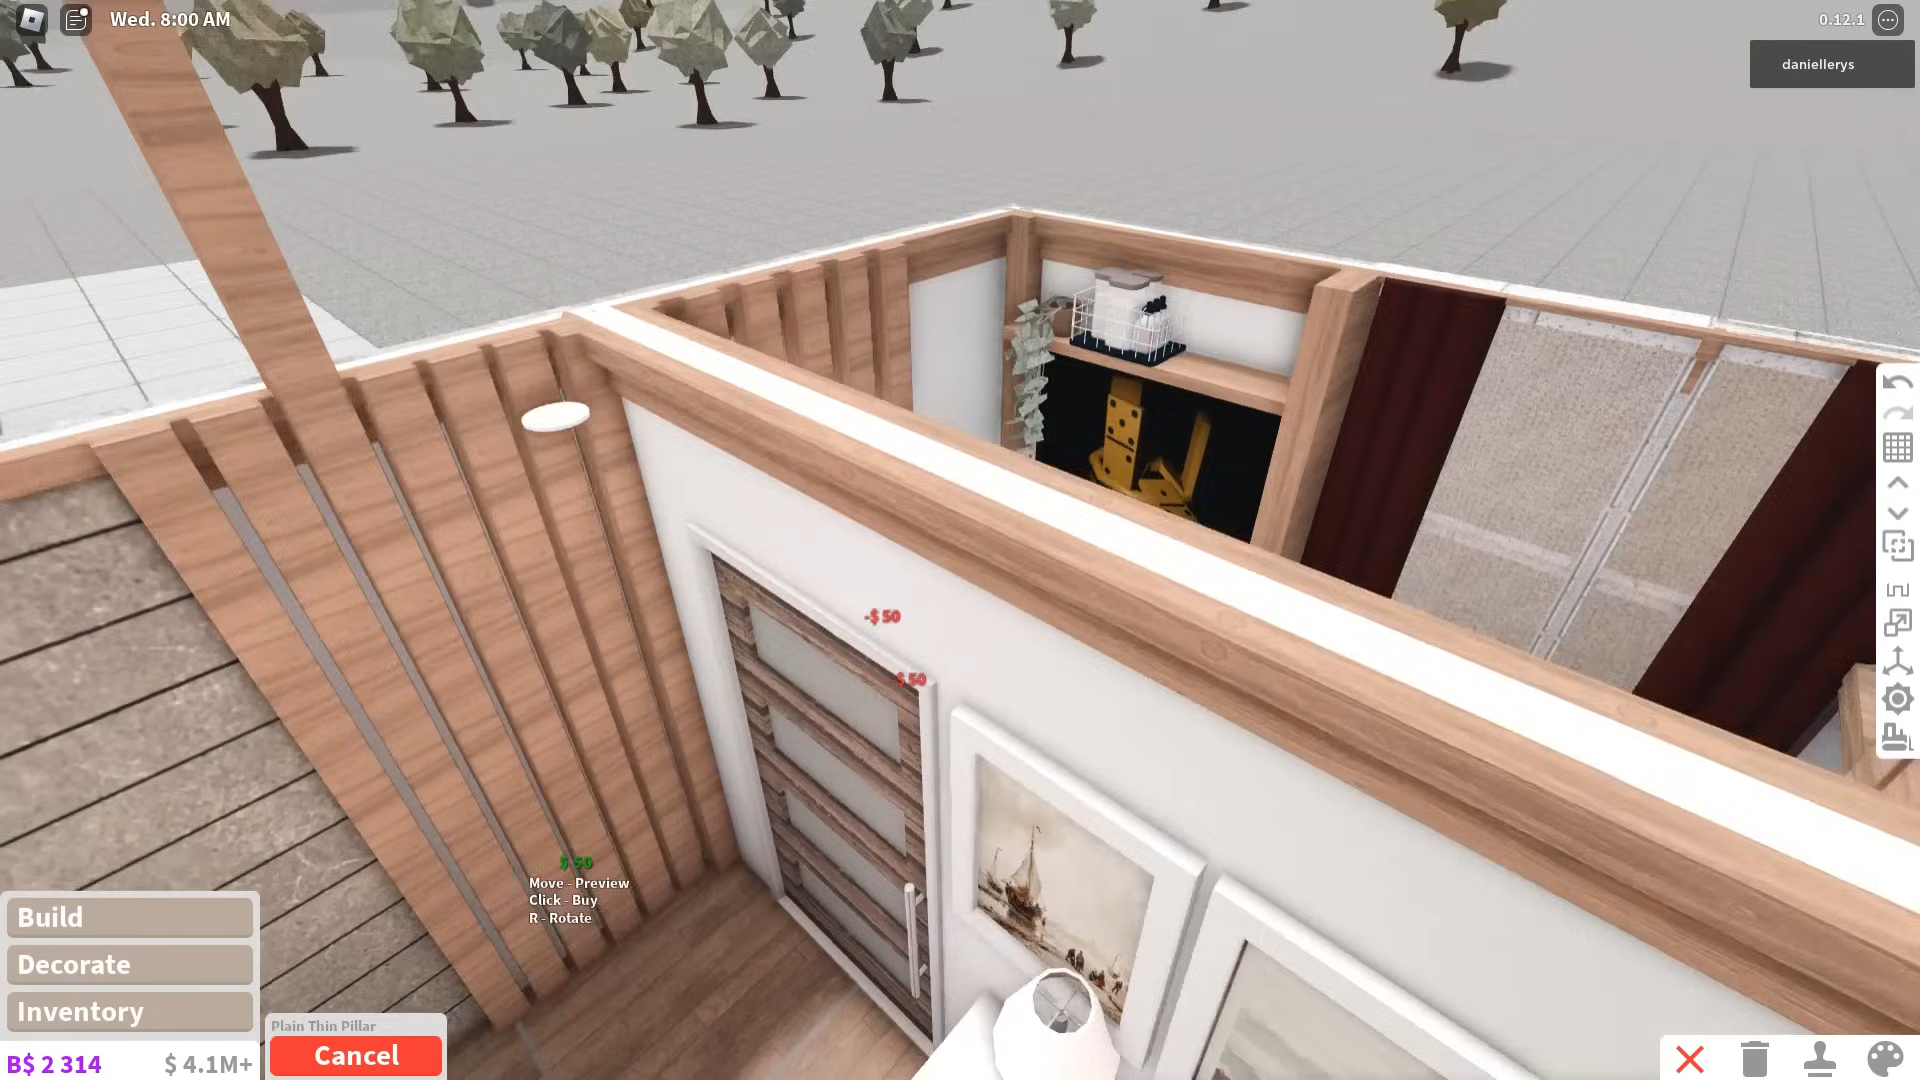 Wed. 8:00 AM
0.12.1
daniellerys
-$ 50
$ 50
$ 50
Move - Preview
Click - Buy
R - Rotate
Build
Decorate
Inventory
Plain Thin Pillar
Cancel
B$ 2 314
$ 4.1M+